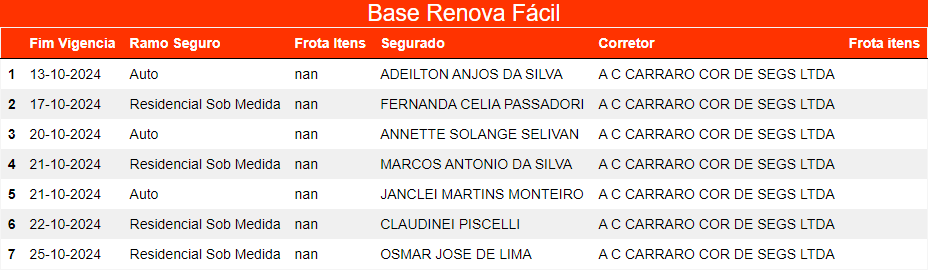 Base Renova Fácil
Fim Vigencia Ramo Seguro Frota Itens Segurado Corretor Frota itens
1 13-10-2024 Auto nan ADEILTON ANJOS DA SILVA A C CARRARO COR DE SEGS LTDA
2 17-10-2024 Residencial Sob Medida nan FERNANDA CELIA PASSADORI A C CARRARO COR DE SEGS LTDA
3 20-10-2024 Auto nan ANNETTE SOLANGE SELIVAN A C CARRARO COR DE SEGS LTDA
4 21-10-2024 Residencial Sob Medida nan MARCOS ANTONIO DA SILVA A C CARRARO COR DE SEGS LTDA
5 21-10-2024 Auto nan JANCLEI MARTINS MONTEIRO A C CARRARO COR DE SEGS LTDA
6 22-10-2024 Residencial Sob Medida nan CLAUDINEI PISCELLI A C CARRARO COR DE SEGS LTDA
7 25-10-2024 Residencial Sob Medida nan OSMAR JOSE DE LIMA A C CARRARO COR DE SEGS LTDA